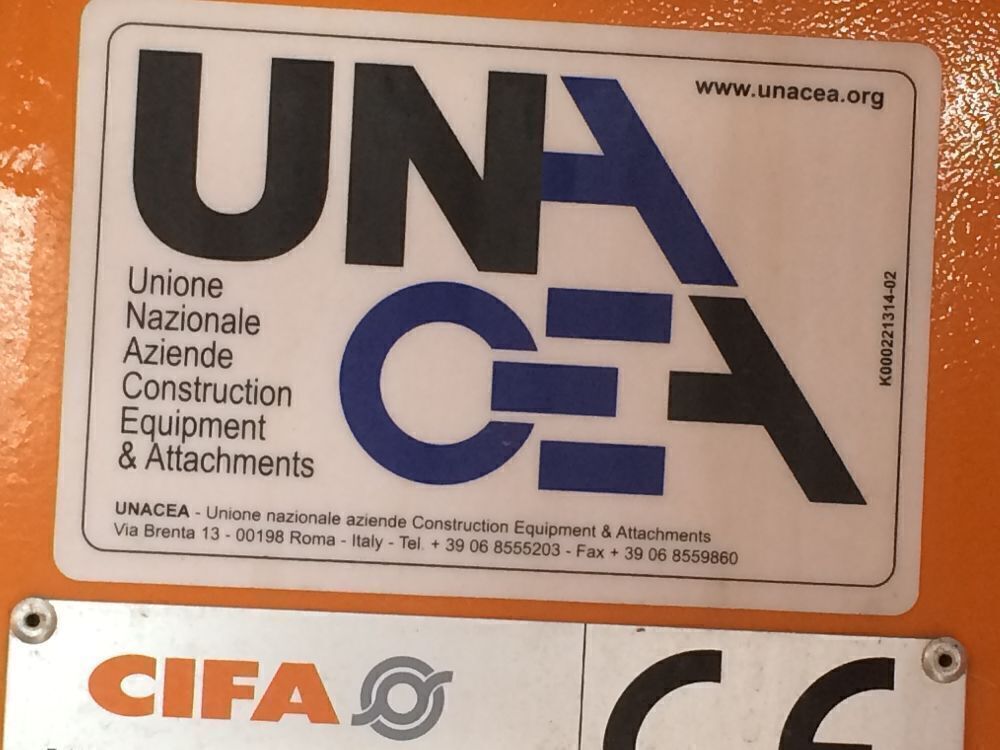 UNA
www.unacea.org
CEA
Unione
Nazionale
Aziende
Construction
Equipment
& Attachments
K000221314-02
UNACEA - Unione nazionale aziende Construction Equipment & Attachments
Via Brenta 13 - 00198 Roma - Italy - Tel. + 39 06 8555203 - Fax + 39 06 8559860
CIFA
CE